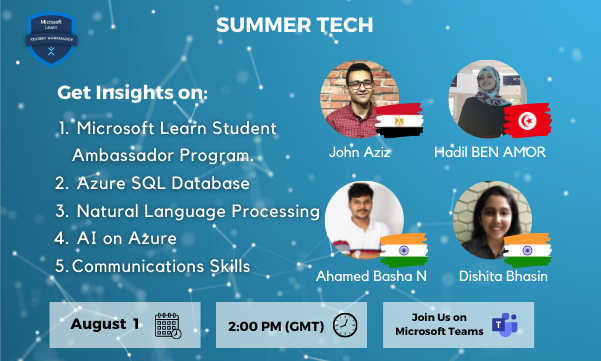 Microsoft
Learn
STUDENT AMBASSADOR
SUMMER TECH
Get Insights on:
1. Microsoft Learn Student
Ambassador Program.
2. Azure SQL Database
3. Natural Language Processing
4. AI on Azure
5. Communications Skills
John Aziz
Hadil BEN AMOR
Ahamed Basha N
Dishita Bhasin
August 1
2:00 PM (GMT)
Join Us on
Microsoft Teams